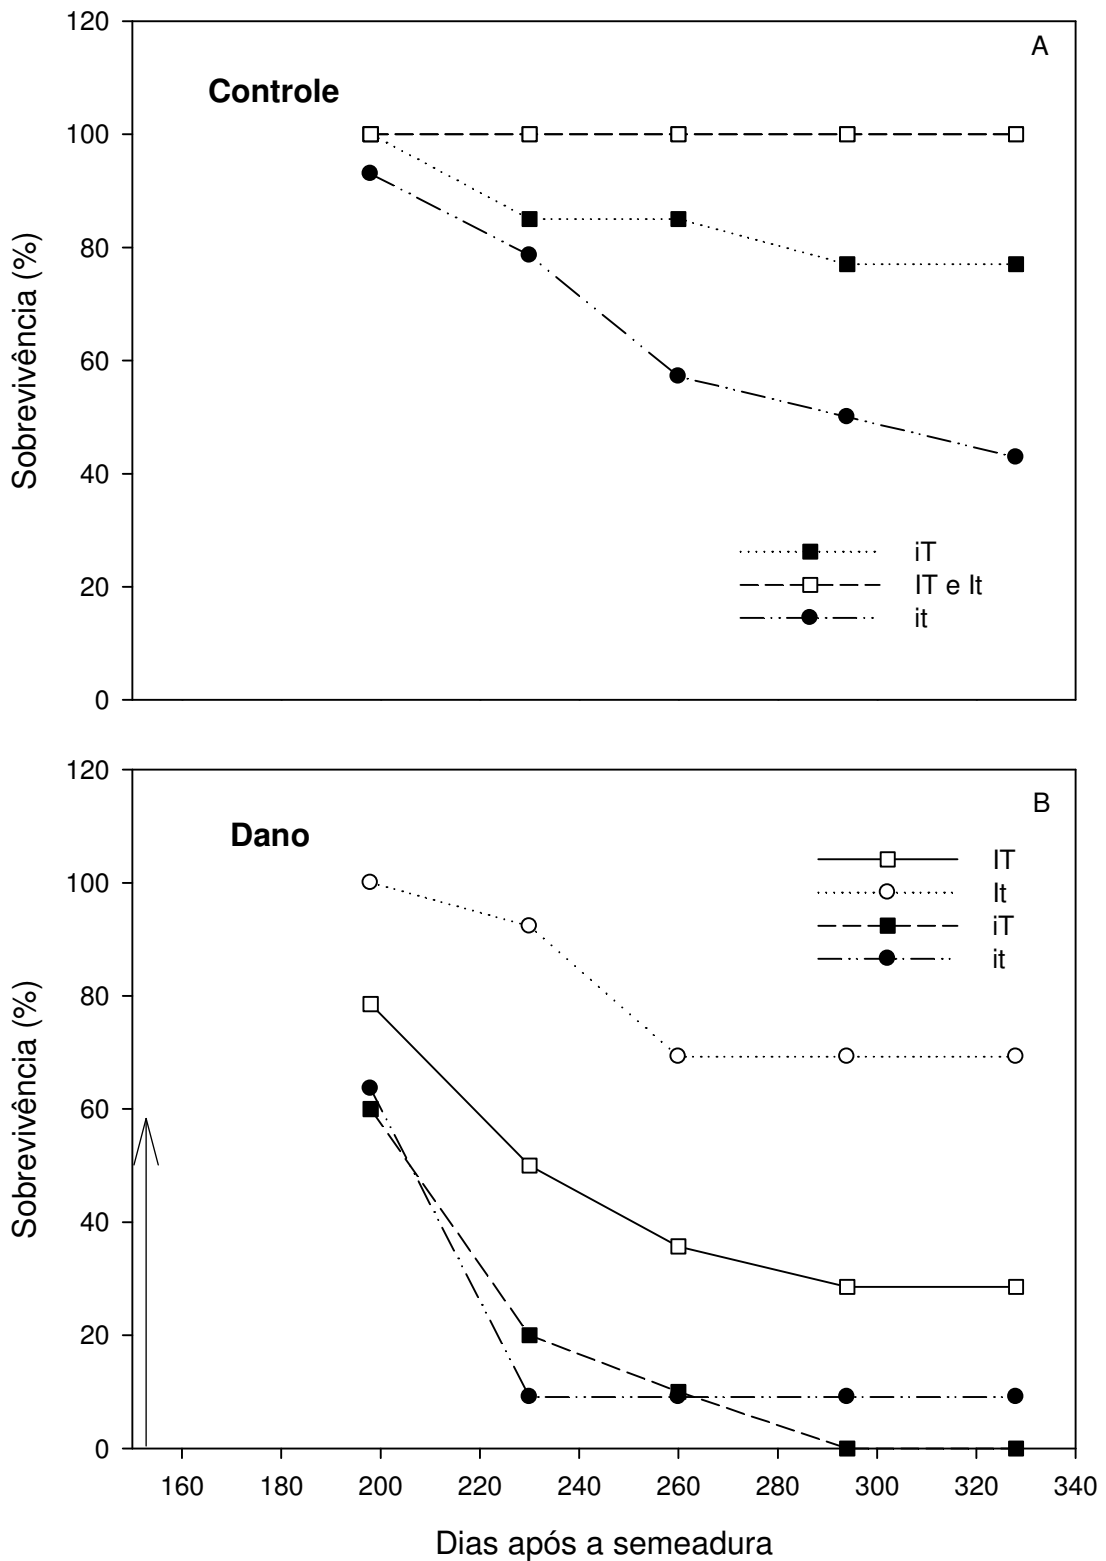 120
A
Controle
100
80
60
40
20
0
Sobrevivência (%)
iT
IT e It
it
120
B
Dano
IT
It
iT
it
100
80
60
40
20
0
Sobrevivência (%)
160 180 200 220 240 260 280 300 320 340
Dias após a semeadura